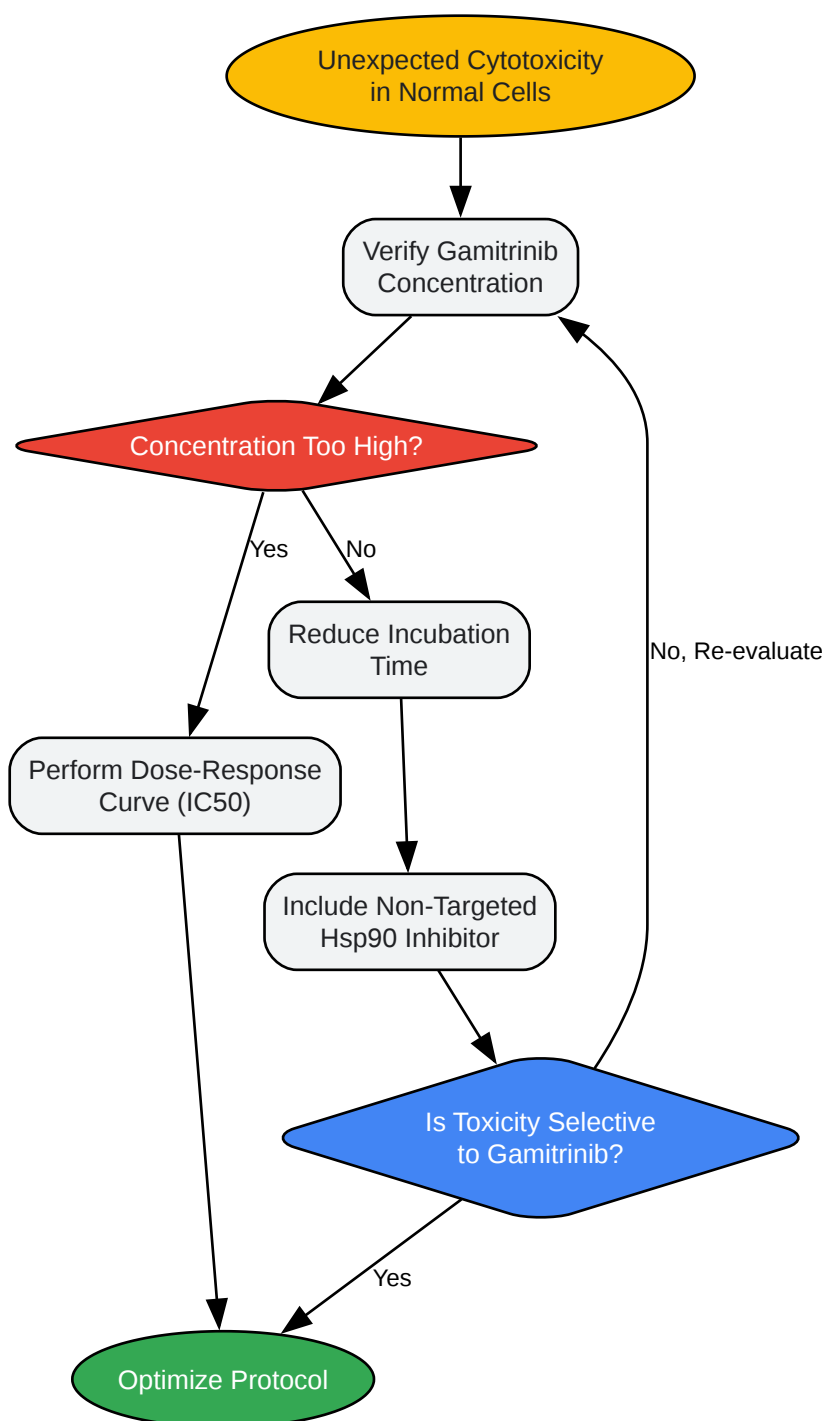 Unexpected Cytotoxicity
in Normal Cells
Verify Gamitrinib
Concentration
Concentration Too High?
Yes
No
Reduce Incubation
Time
No, Re-evaluate
Perform Dose-Response
Curve (IC50)
Include Non-Targeted
Hsp90 Inhibitor
Is Toxicity Selective
to Gamitrinib?
Yes
Optimize Protocol